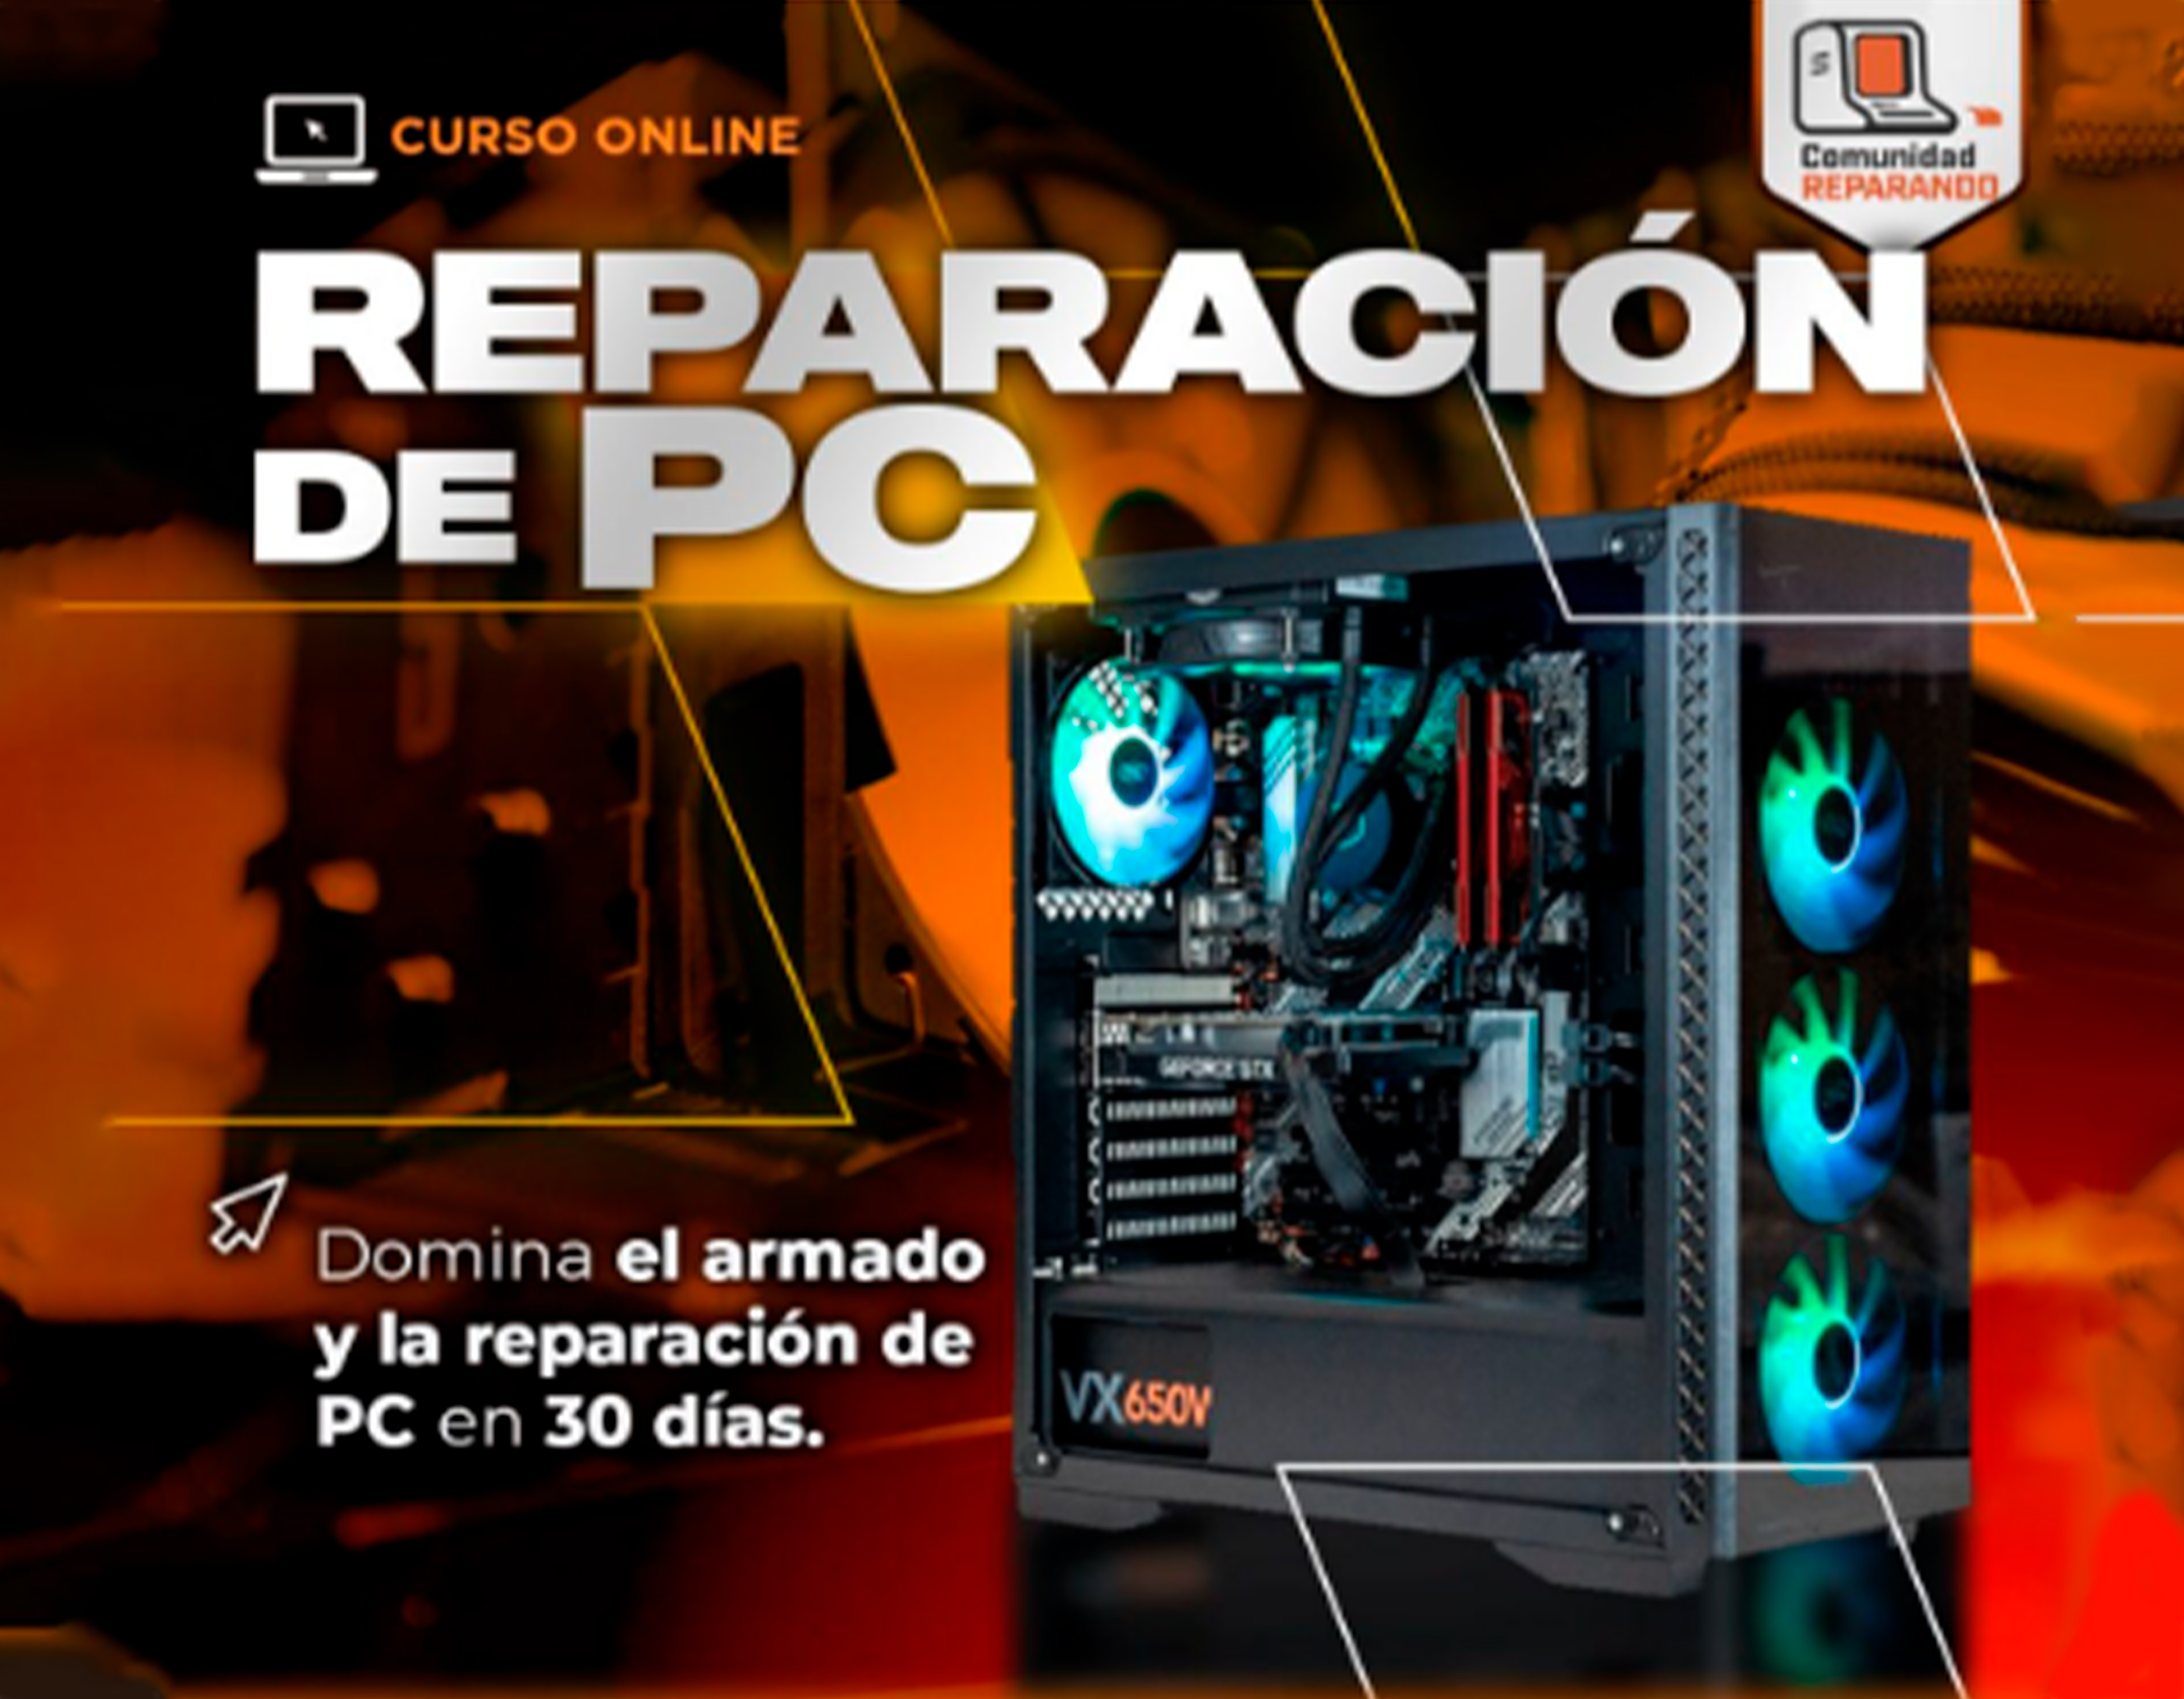 CURSO ONLINE
Comunidad
REPARANDO
REPARACIÓN
DE PC
GEFORCE GTX
Domina el armado
y la reparación de
PC en 30 días.
VX650V